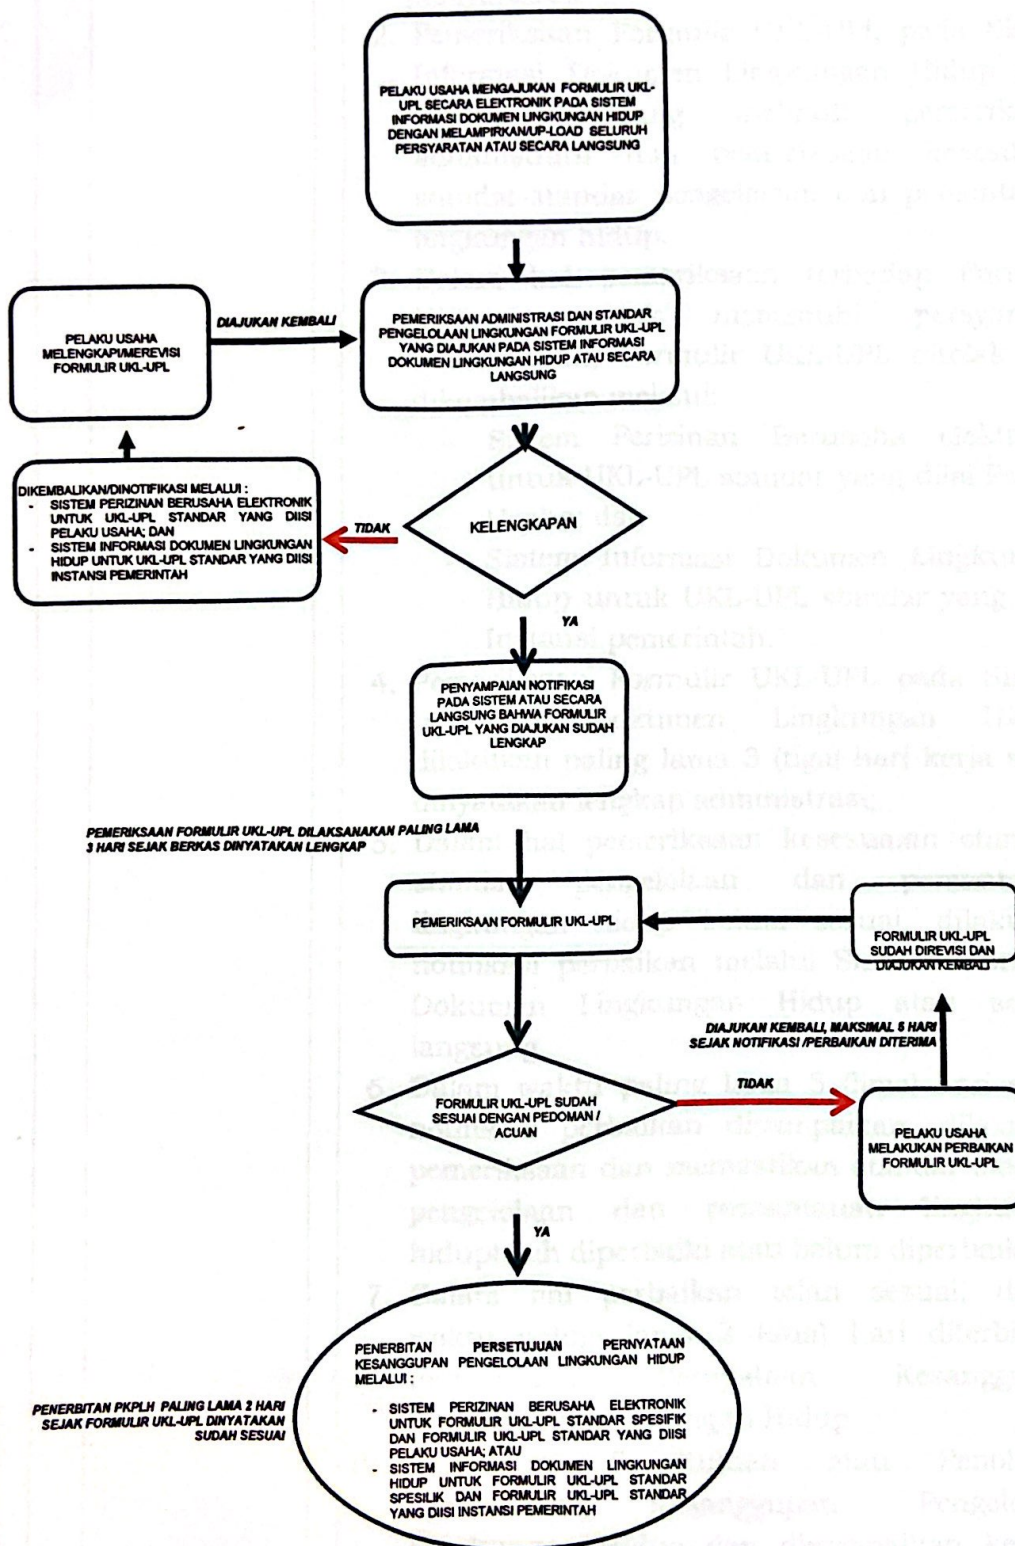 PELAKU USAHA MENGAJUKAN FORMULIR UKL-
UPL SECARA ELEKTRONIK PADA SISTEM
INFORMASI DOKUMEN LINGKUNGAN HIDUP
DENGAN MELAMPIRKAN/UP-LOAD SELURUH
PERSYARATAN ATAU SECARA LANGSUNG
PELAKU USAHA
MELENGKAPI/MEREVISI
FORMULIR UKL-UPL
DIAJUKAN KEMBALI
PEMERIKSAAN ADMINISTRASI DAN STANDAR
PENGELOLAAN LINGKUNGAN FORMULIR UKL-UPL
YANG DIAJUKAN PADA SISTEM INFORMASI
DOKUMEN LINGKUNGAN HIDUP ATAU SECARA
LANGSUNG
DIKEMBALIKAN/DINOTIFIKASI MELALUI :
- SISTEM PERIZINAN BERUSAHA ELEKTRONIK
UNTUK UKL-UPL STANDAR YANG DIISI
PELAKU USAHA; DAN
- SISTEM INFORMASI DOKUMEN LINGKUNGAN
HIDUP UNTUK UKL-UPL STANDAR YANG DIISI
INSTANSI PEMERINTAH
TIDAK
KELENGKAPAN
YA
PENYAMPAIAN NOTIFIKASI
PADA SISTEM ATAU SECARA
LANGSUNG BAHWA FORMULIR
UKL-UPL YANG DIAJUKAN SUDAH
LENGKAP
PEMERIKSAAN FORMULIR UKL-UPL DILAKSANAKAN PALING LAMA
3 HARI SEJAK BERKAS DINYATAKAN LENGKAP
PEMERIKSAAN FORMULIR UKL-UPL
FORMULIR UKL-UPL
SUDAH DIREVISI DAN
DIAJUKAN KEMBALI
DIAJUKAN KEMBALI, MAKSIMAL 5 HARI
SEJAK NOTIFIKASI /PERBAIKAN DITERIMA
TIDAK
FORMULIR UKL-UPL SUDAH
SESUAI DENGAN PEDOMAN /
ACUAN
PELAKU USAHA
MELAKUKAN PERBAIKAN
FORMULIR UKL-UPL
YA
PENERBITAN PERSETUJUAN PERNYATAAN
KESANGGUPAN PENGELOLAAN LINGKUNGAN HIDUP
MELALUI :
- SISTEM PERIZINAN BERUSAHA ELEKTRONIK
UNTUK FORMULIR UKL-UPL STANDAR SPESIFIK
DAN FORMULIR UKL-UPL STANDAR YANG DIISI
PELAKU USAHA; ATAU
- SISTEM INFORMASI DOKUMEN LINGKUNGAN
HIDUP UNTUK FORMULIR UKL-UPL STANDAR
SPESILIK DAN FORMULIR UKL-UPL STANDAR
YANG DIISI INSTANSI PEMERINTAH
PENERBITAN PKPLH PALING LAMA 2 HARI
SEJAK FORMULIR UKL-UPL DINYATAKAN
SUDAH SESUAI